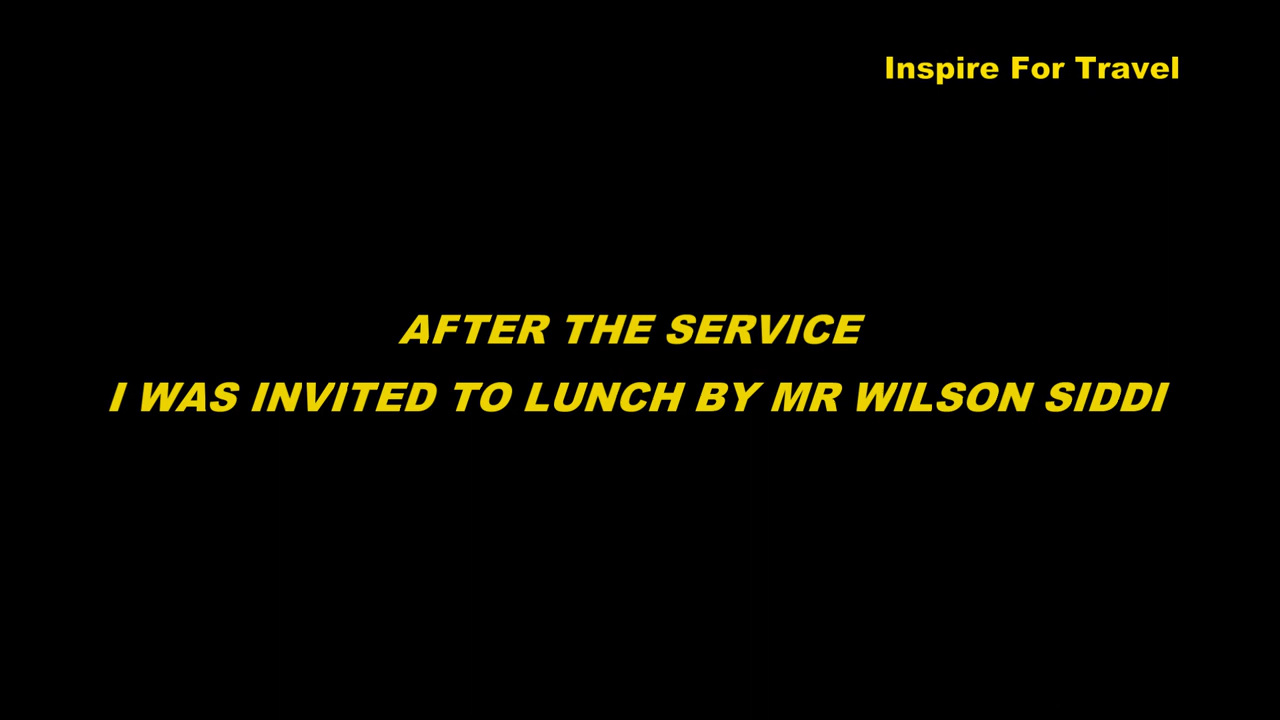 Inspire For Travel
AFTER THE SERVICE
I WAS INVITED TO LUNCH BY MR WILSON SIDDI